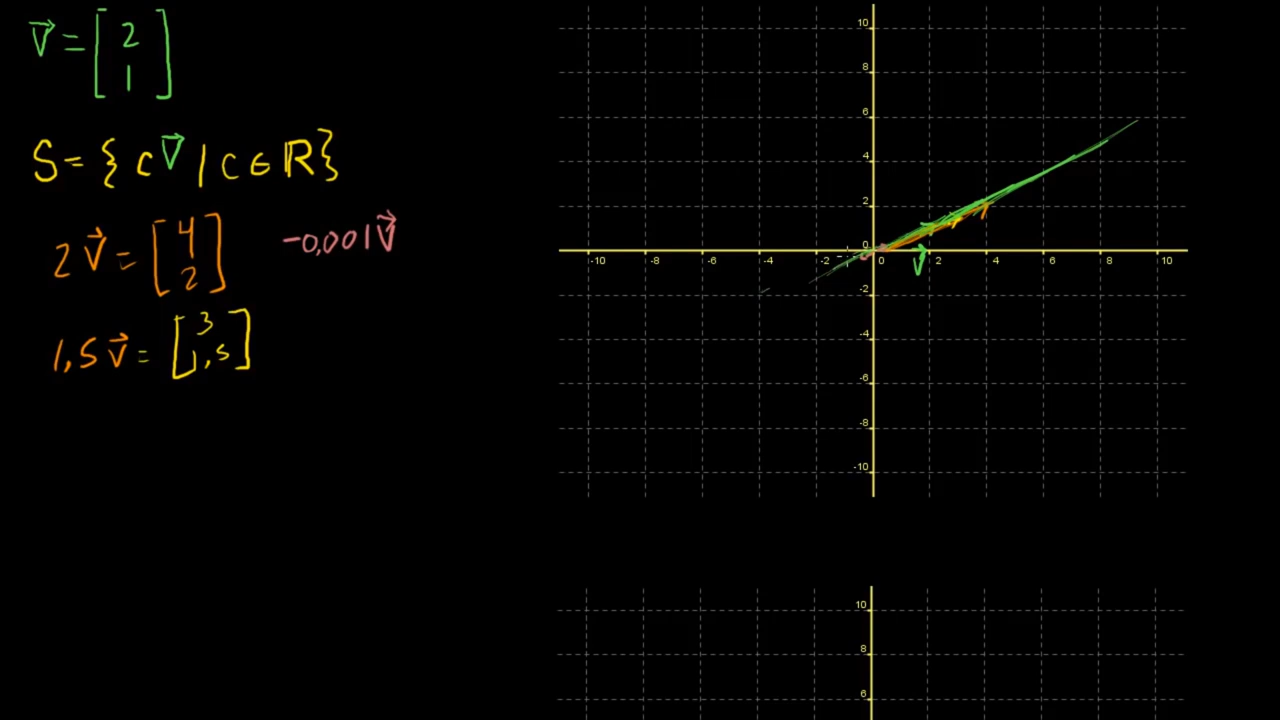 v⃗ = [ 2
1 ]
S = { c v⃗ | c ∈ ℝ }
2 v⃗ = [ 4
2 ]
-0,001 v⃗
1,5 v⃗ = [ 3
1,5 ]
10
8
6
4
2
0
-10 -8 -6 -4 -2 0 2 4 6 8 10
v⃗
-2
-4
-6
-8
-10
10
8
6